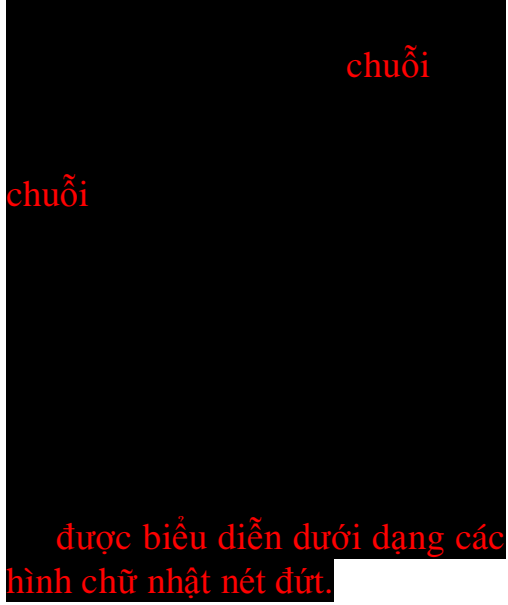 chuỗi
chuỗi
được biểu diễn dưới dạng các
hình chữ nhật nét đứt.